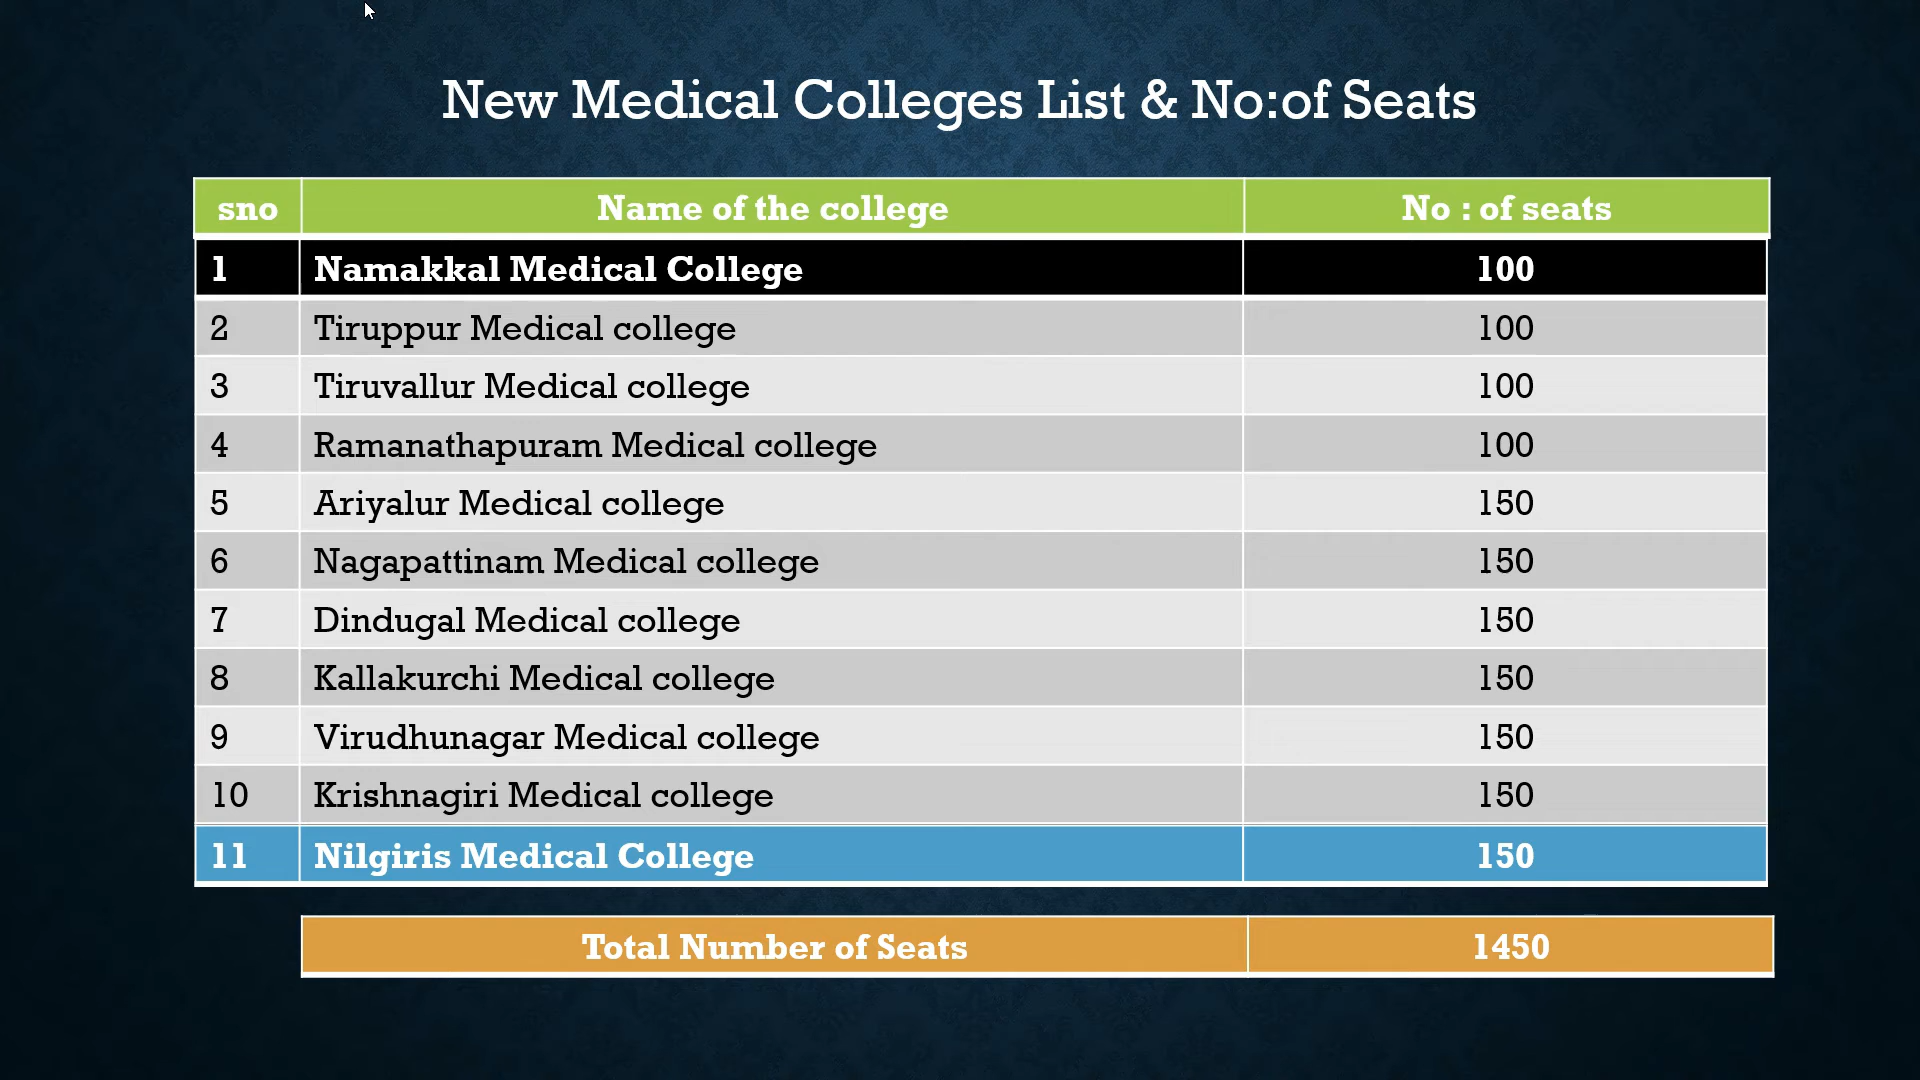 New Medical Colleges List & No:of Seats
sno Name of the college No : of seats
1 Namakkal Medical College 100
2 Tiruppur Medical college 100
3 Tiruvallur Medical college 100
4 Ramanathapuram Medical college 100
5 Ariyalur Medical college 150
6 Nagapattinam Medical college 150
7 Dindugal Medical college 150
8 Kallakurchi Medical college 150
9 Virudhunagar Medical college 150
10 Krishnagiri Medical college 150
11 Nilgiris Medical College 150
Total Number of Seats 1450